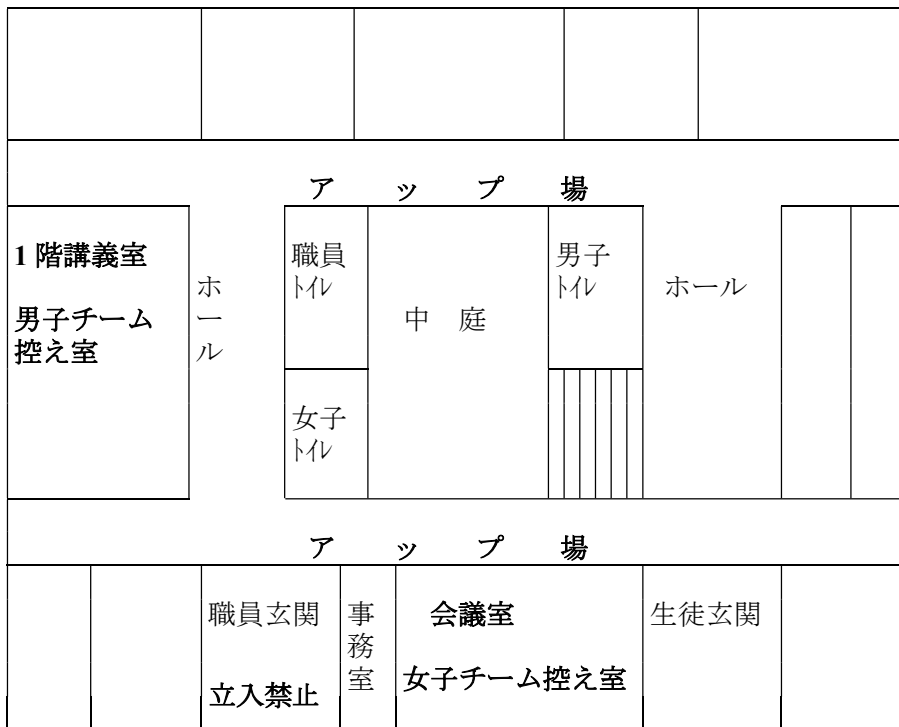 ア ッ プ 場
1 階講義室
男子チーム
控え室
ホール
職員
トイレ
女子
トイレ
中 庭
男子
トイレ
ホール
ア ッ プ 場
職員玄関
立入禁止
事務室
会議室
女子チーム控え室
生徒玄関